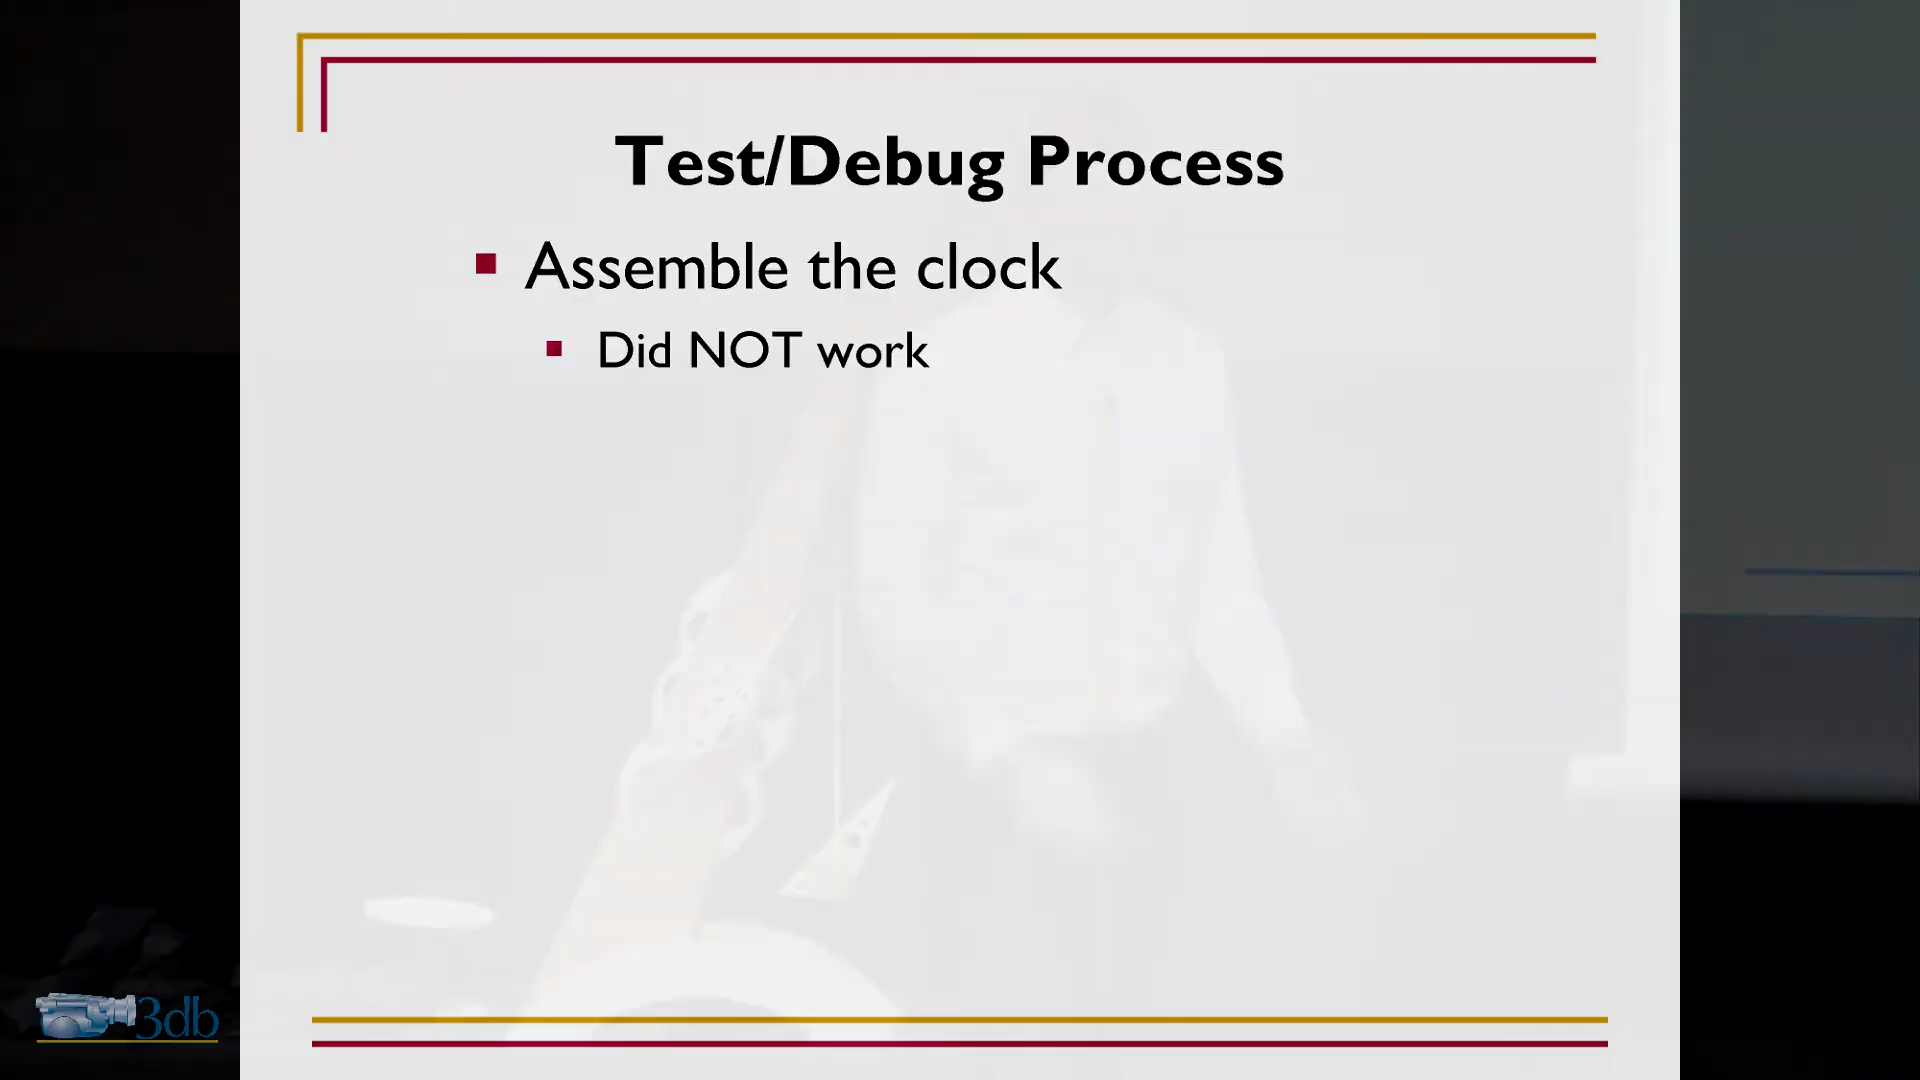 Test/Debug Process
Assemble the clock
Did NOT work
3db